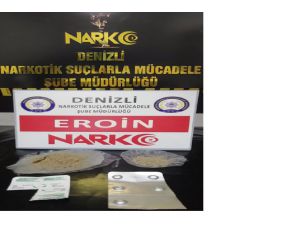 NARKO
DENİZLİ
NARKOTİK SUÇLARLA MÜCADELE
ŞUBE MÜDÜRLÜĞÜ
DENİZLİ
NARKOTİK SUÇLARLA MÜCADELE
ŞUBE MÜDÜRLÜĞÜ
EROİN
NARKO